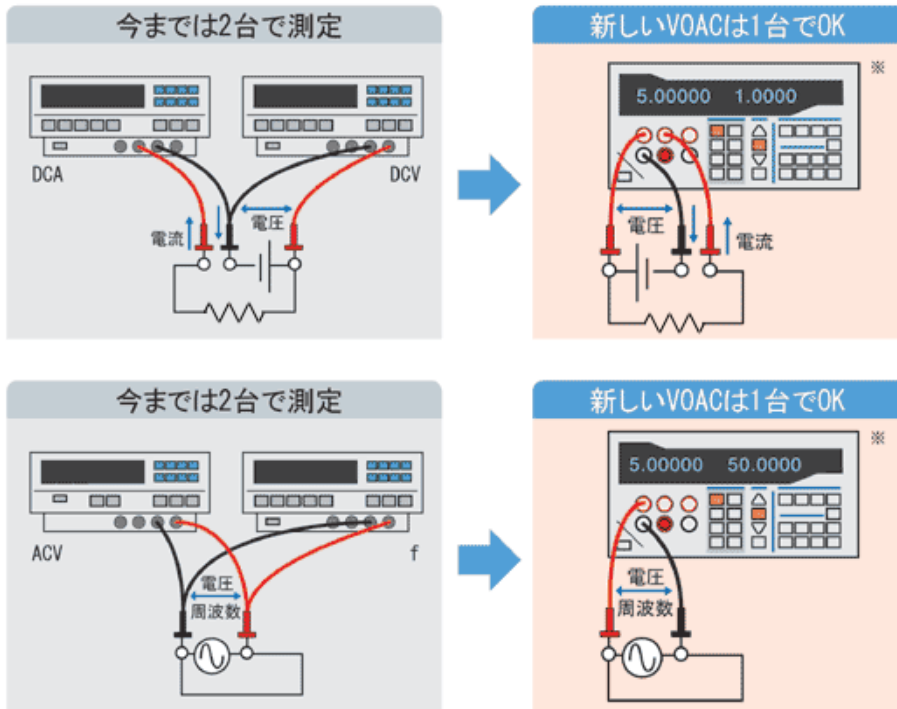 今までは2台で測定
新しいVOACは1台でOK
※
5.00000 1.0000
DCA
DCV
電流
電圧
電圧
電流
今までは2台で測定
新しいVOACは1台でOK
※
5.00000 50.0000
ACV
f
電圧
周波数
電圧
周波数